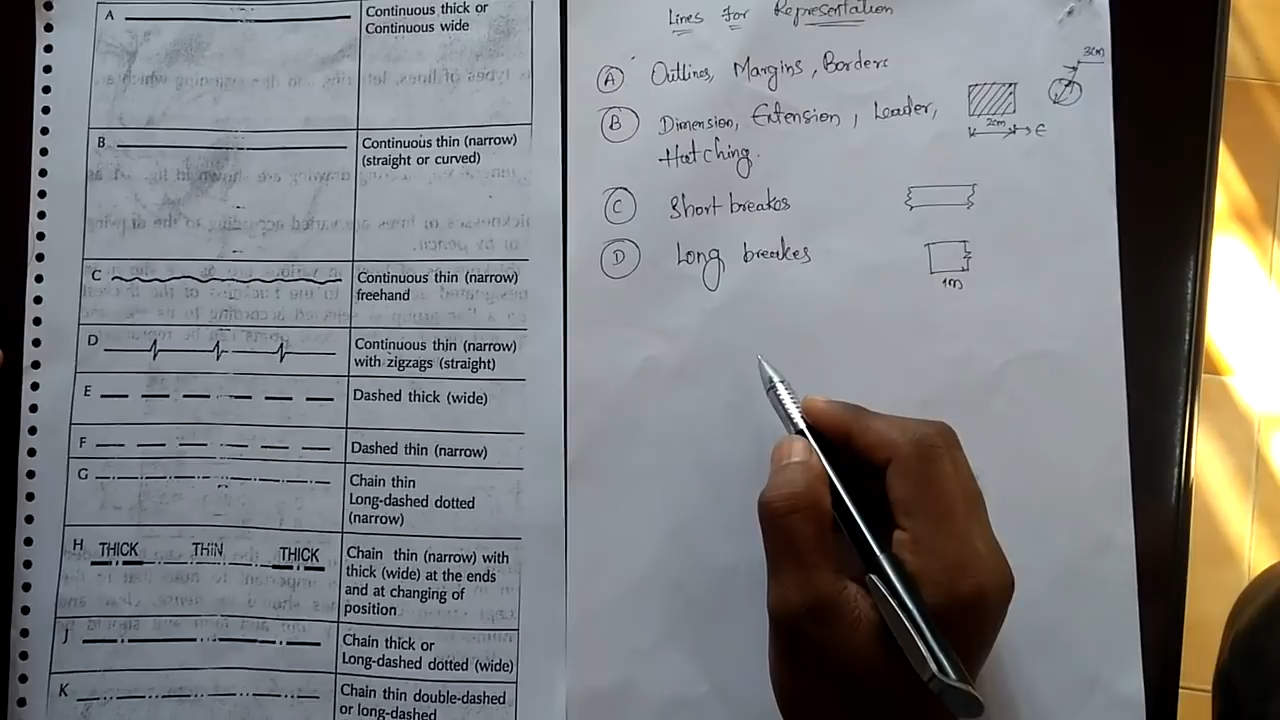 A
Continuous thick or
Continuous wide
B
Continuous thin (narrow)
(straight or curved)
C
Continuous thin (narrow)
freehand
D
Continuous thin (narrow)
with zigzags (straight)
E
Dashed thick (wide)
F
Dashed thin (narrow)
G
Chain thin
Long-dashed dotted
(narrow)
H THICK THIN THICK
Chain thin (narrow) with
thick (wide) at the ends
and at changing of
position
J
Chain thick or
Long-dashed dotted (wide)
K
Chain thin double-dashed
or long-dashed
Lines For Representation
A Outlines, Margins, Borders
3cm
B Dimension, Extension, Leader,
Hatching.
2cm
E
C Short breakes
D Long breakes
1m